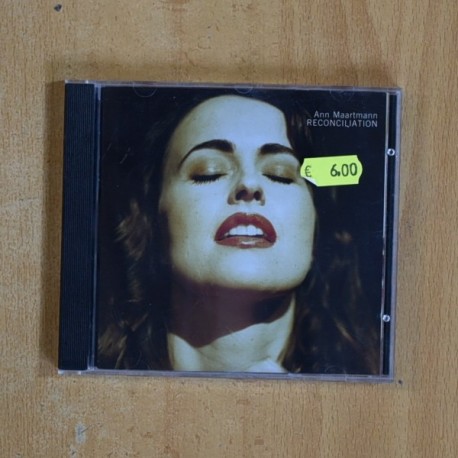 Ann Maartmann
RECONCILIATION
€ 6.00